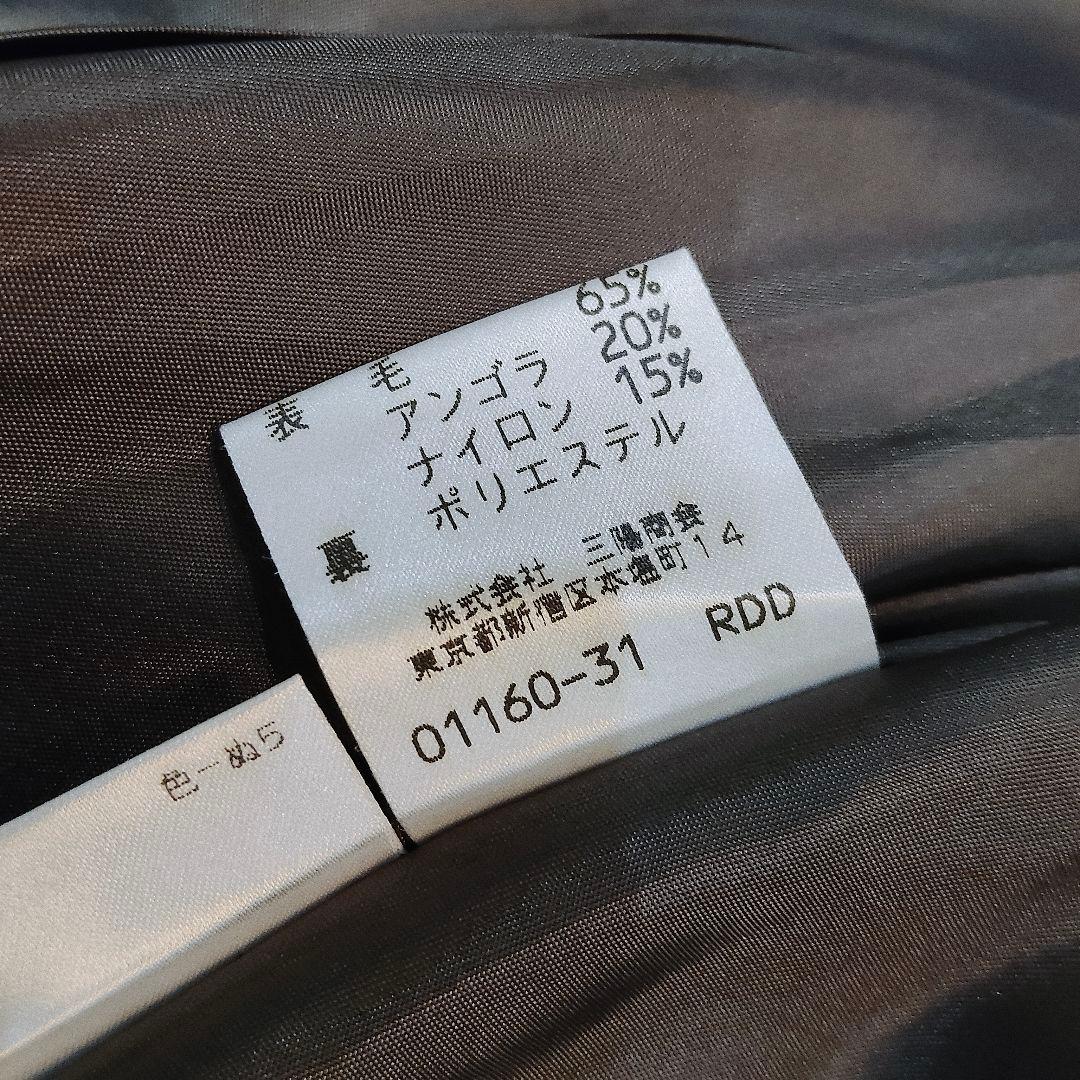 表 毛 65%
アンゴラ 20%
ナイロン 15%
裏 ポリエステル
株式会社 三陽商会
東京都新宿区本塩町14
01160-31 RDD
色-ぬ5